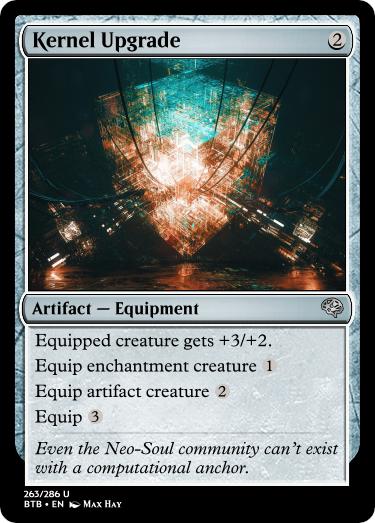 Kernel Upgrade 2
Artifact — Equipment
Equipped creature gets +3/+2.
Equip enchantment creature 1
Equip artifact creature 2
Equip 3
Even the Neo-Soul community can't exist
with a computational anchor.
263/286 U
BTB • EN Max Hay